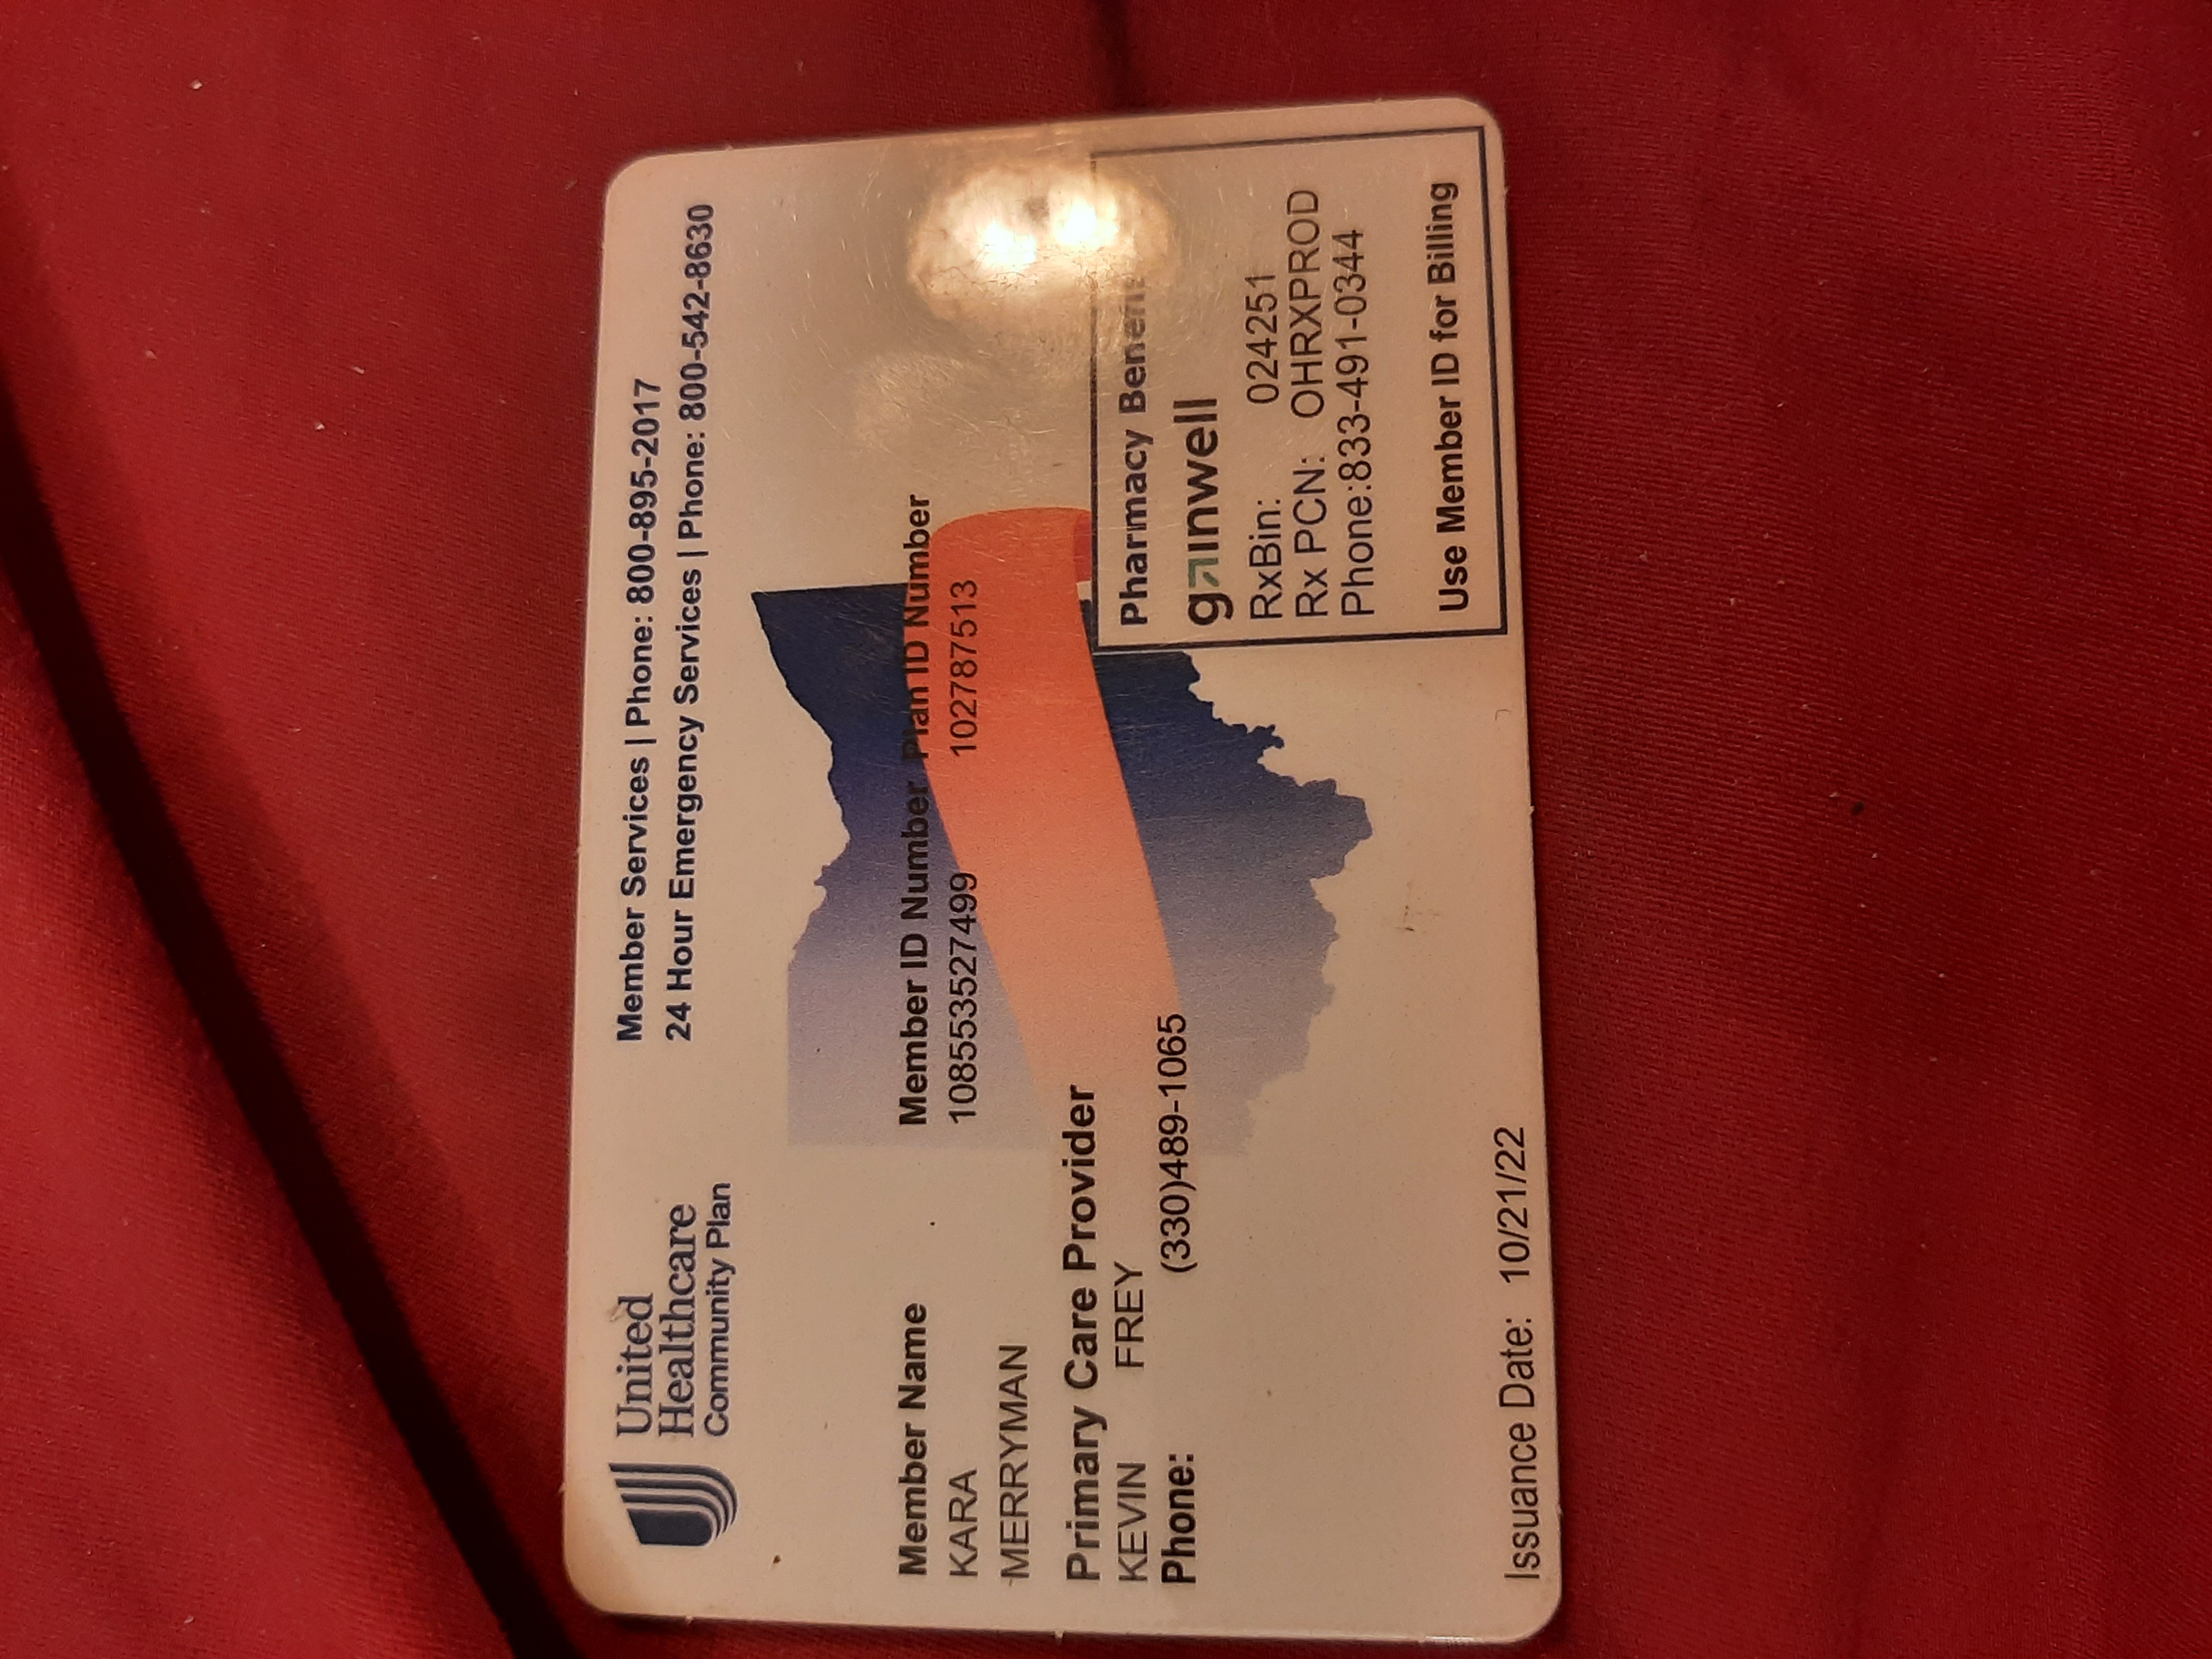 United
Healthcare
Community Plan
Member Services | Phone: 800-895-2017
24 Hour Emergency Services | Phone: 800-542-8630
Member Name
KARA
MERRYMAN
Member ID Number Plan ID Number
108553527499 102787513
Primary Care Provider
KEVIN FREY
Phone: (330)489-1065
Pharmacy
gainwell
RxBin: 024251
Rx PCN: OHRXPROD
Phone:833-491-0344
Use Member ID for Billing
Issuance Date: 10/21/22